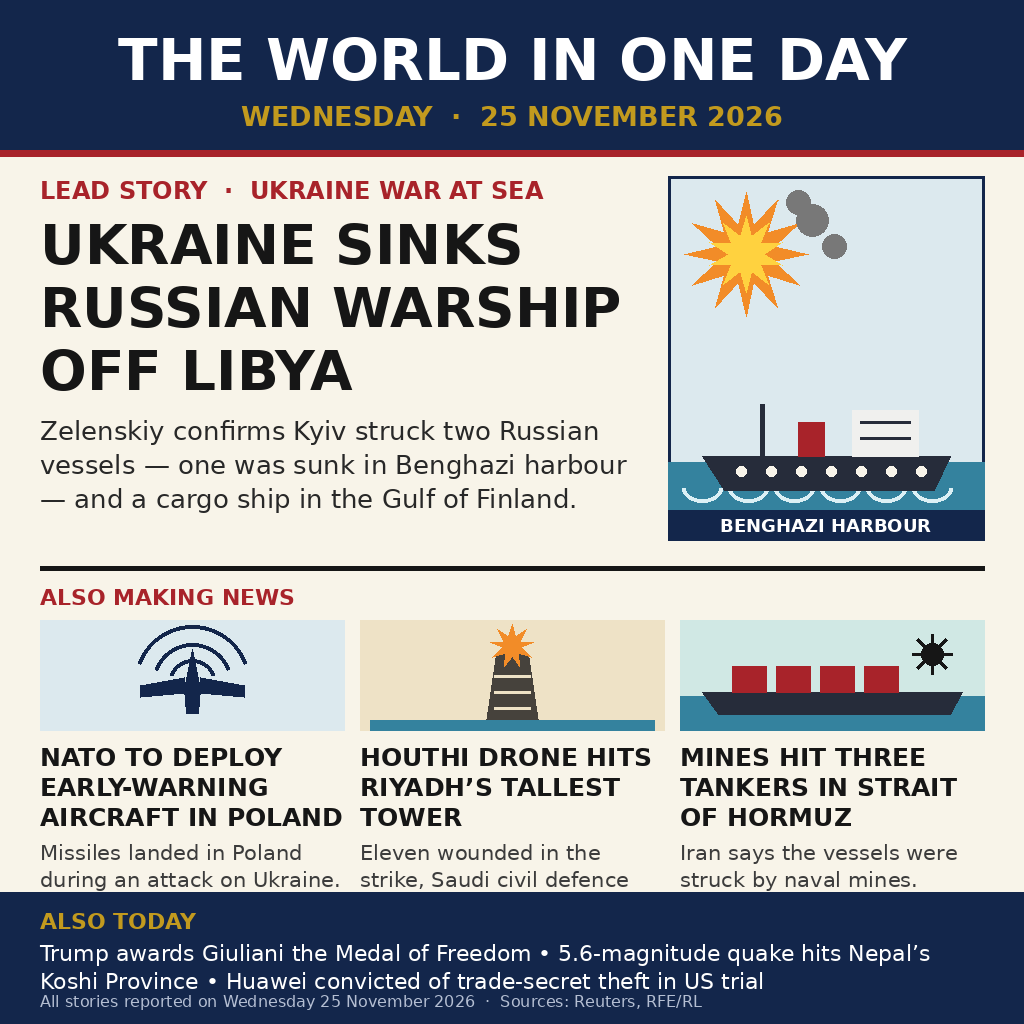 THE WORLD IN ONE DAY
WEDNESDAY · 25 NOVEMBER 2026
LEAD STORY · UKRAINE WAR AT SEA
UKRAINE SINKS
RUSSIAN WARSHIP
OFF LIBYA
Zelenskiy confirms Kyiv struck two Russian
vessels — one was sunk in Benghazi harbour
— and a cargo ship in the Gulf of Finland.
BENGHAZI HARBOUR
ALSO MAKING NEWS
NATO TO DEPLOY
EARLY-WARNING
AIRCRAFT IN POLAND
Missiles landed in Poland
during an attack on Ukraine.
HOUTHI DRONE HITS
RIYADH’S TALLEST
TOWER
Eleven wounded in the
strike, Saudi civil defence
MINES HIT THREE
TANKERS IN STRAIT
OF HORMUZ
Iran says the vessels were
struck by naval mines.
ALSO TODAY
Trump awards Giuliani the Medal of Freedom • 5.6-magnitude quake hits Nepal’s
Koshi Province • Huawei convicted of trade-secret theft in US trial
All stories reported on Wednesday 25 November 2026 · Sources: Reuters, RFE/RL